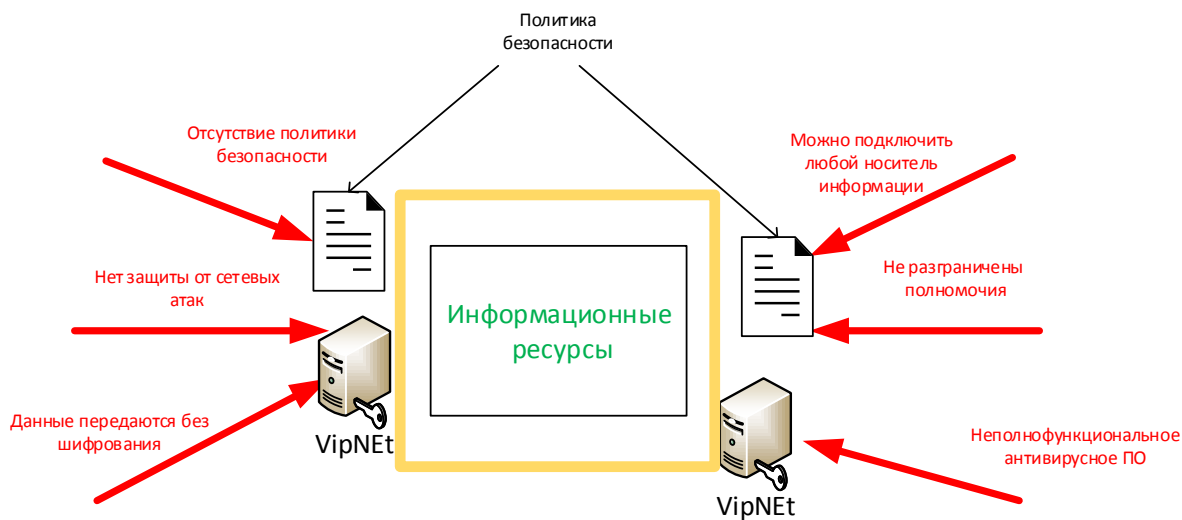 Политика
безопасности
Отсутствие политики
безопасности
Можно подключить
любой носитель
информации
Нет защиты от сетевых
атак
Не разграничены
полномочия
Информационные
ресурсы
Данные передаются без
шифрования
VipNEt
Неполнофункциональное
антивирусное ПО
VipNEt